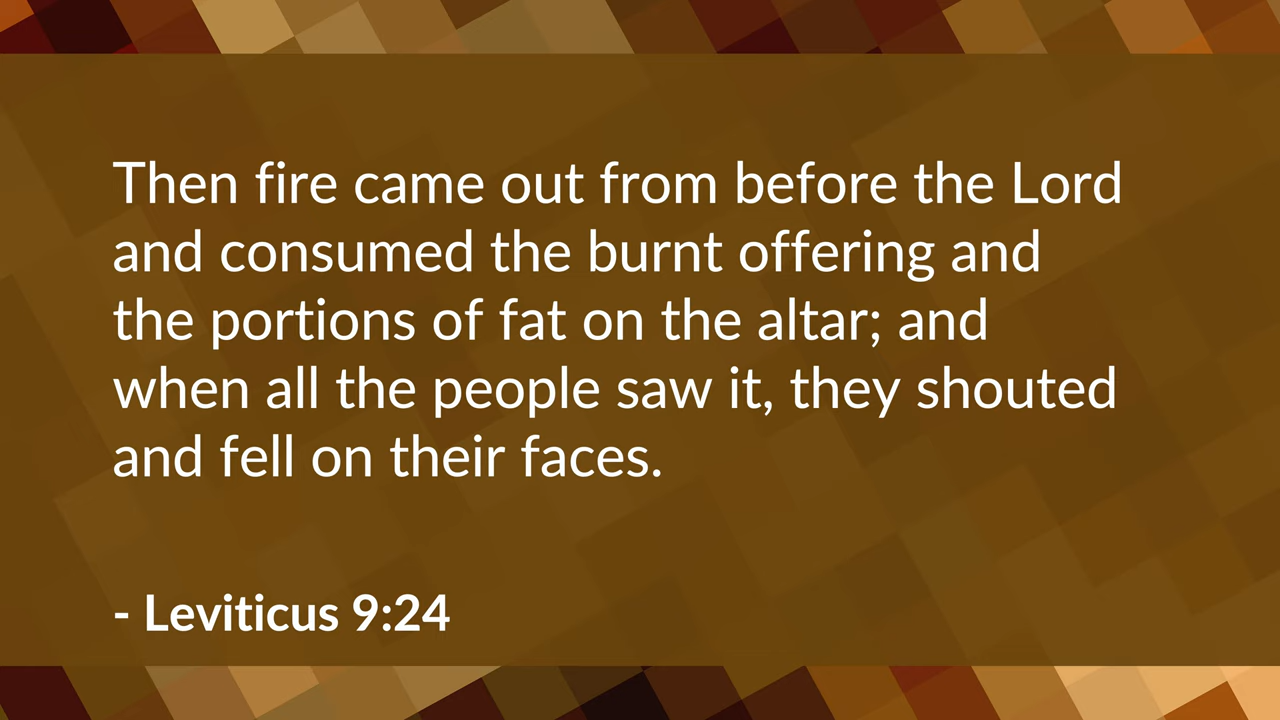 Then fire came out from before the Lord
and consumed the burnt offering and
the portions of fat on the altar; and
when all the people saw it, they shouted
and fell on their faces.
- Leviticus 9:24